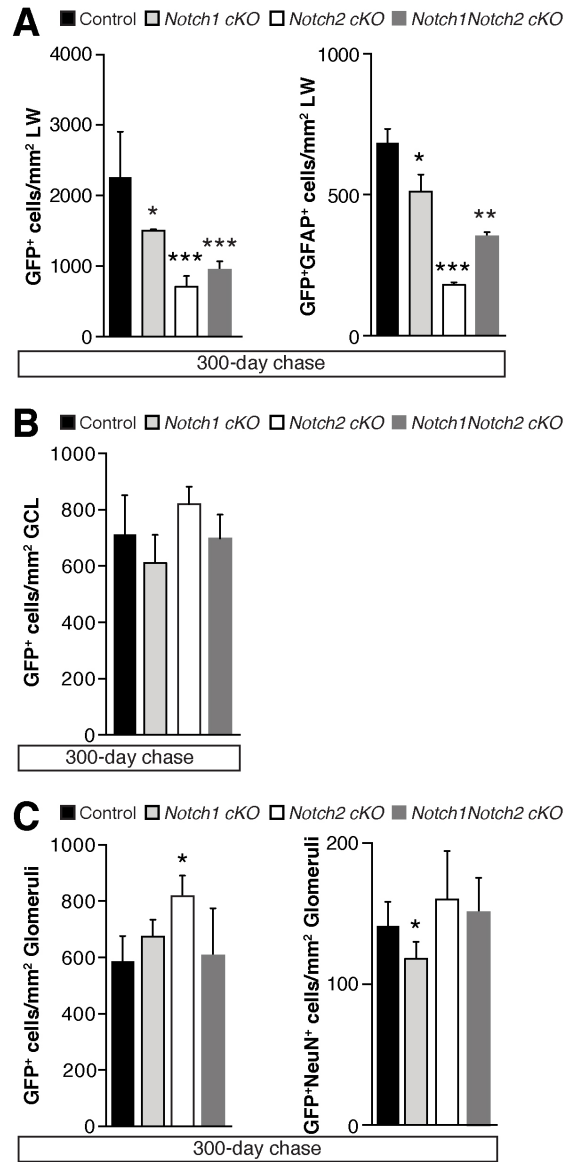 A
Control Notch1 cKO Notch2 cKO Notch1Notch2 cKO
GFP⁺ cells/mm² LW
4000
3000
2000
1000
0
*
***
***
GFP⁺GFAP⁺ cells/mm² LW
1000
500
0
*
***
**
300-day chase
B
Control Notch1 cKO Notch2 cKO Notch1Notch2 cKO
GFP⁺ cells/mm² GCL
1000
800
600
400
200
0
300-day chase
C
Control Notch1 cKO Notch2 cKO Notch1Notch2 cKO
GFP⁺ cells/mm² Glomeruli
1000
800
600
400
200
0
*
GFP⁺NeuN⁺ cells/mm² Glomeruli
200
100
0
*
300-day chase